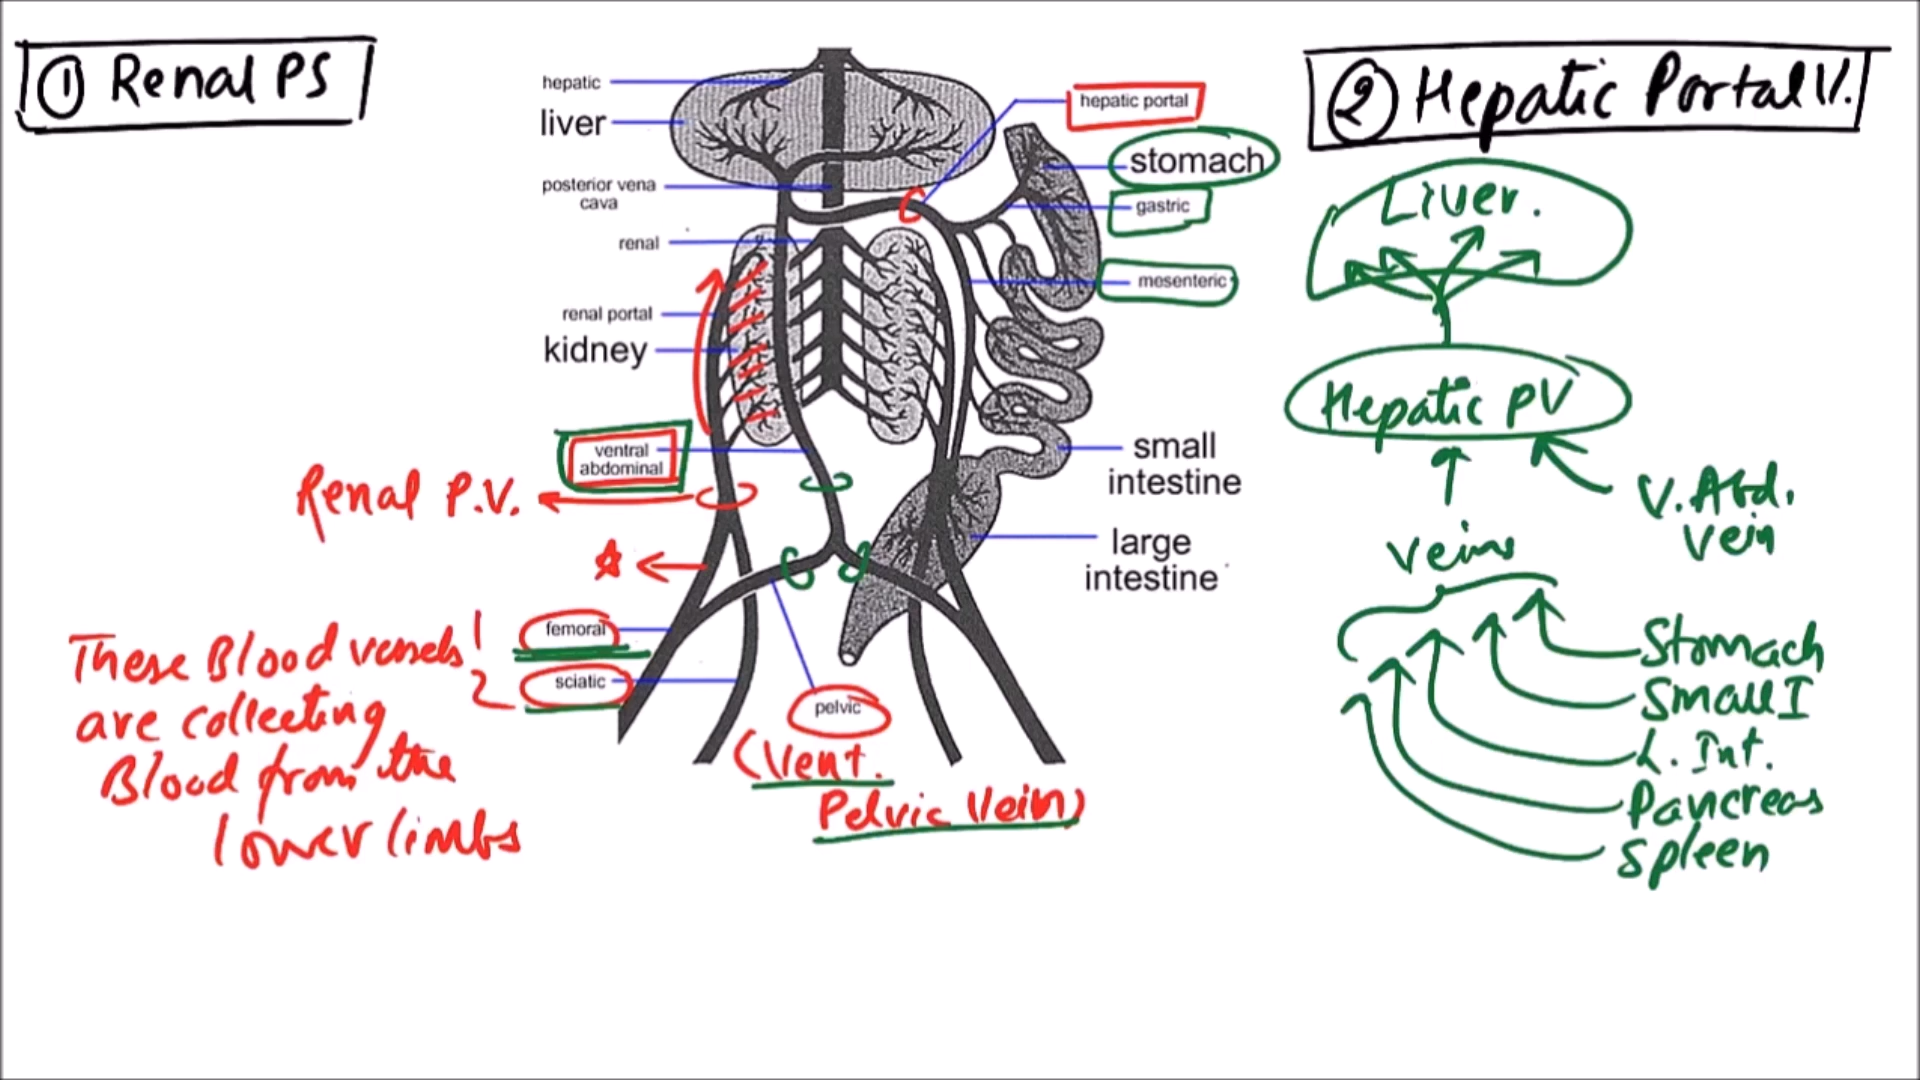 ① Renal PS
② Hepatic Portal V.
hepatic
liver
posterior vena
cava
renal
renal portal
kidney
ventral
abdominal
Renal P.V.
femoral
sciatic
1
2
These Blood vessels
are collecting
Blood from the
lower limbs
pelvic
(Vent.
Pelvic Vein)
hepatic portal
stomach
gastric
mesenteric
small
intestine
large
intestine
Liver.
Hepatic PV
V. Abd.
vein
veins
Stomach
Small I
L. Int.
Pancreas
Spleen